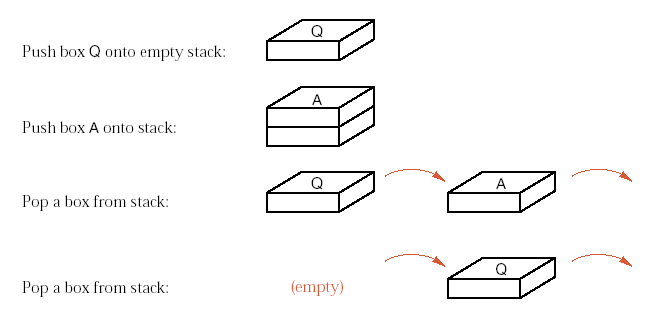 Push box Q onto empty stack:
Q
Push box A onto stack:
A
Pop a box from stack:
Q
A
Pop a box from stack:
(empty)
Q